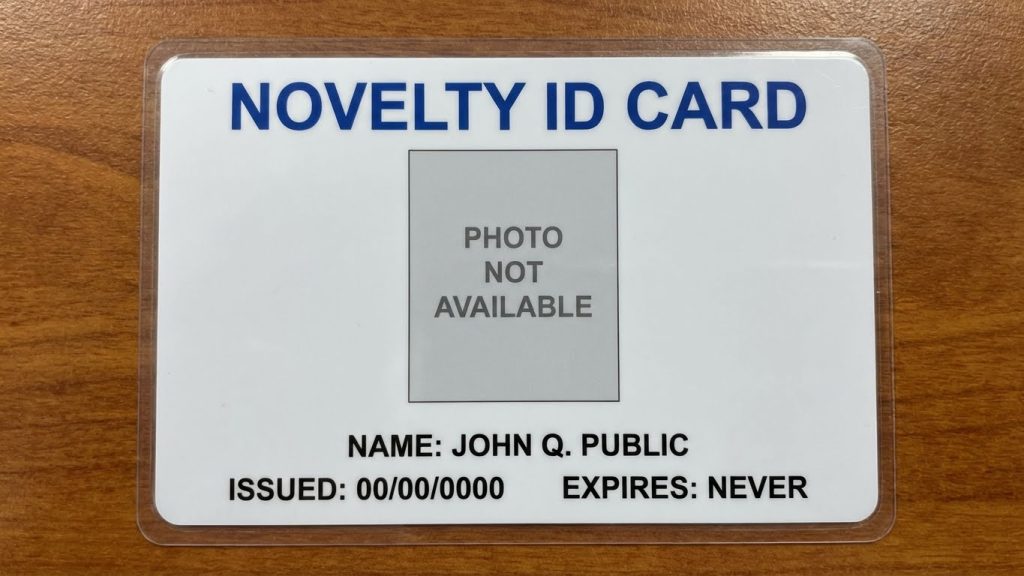 NOVELTY ID CARD
PHOTO
NOT
AVAILABLE
NAME: JOHN Q. PUBLIC
ISSUED: 00/00/0000 EXPIRES: NEVER